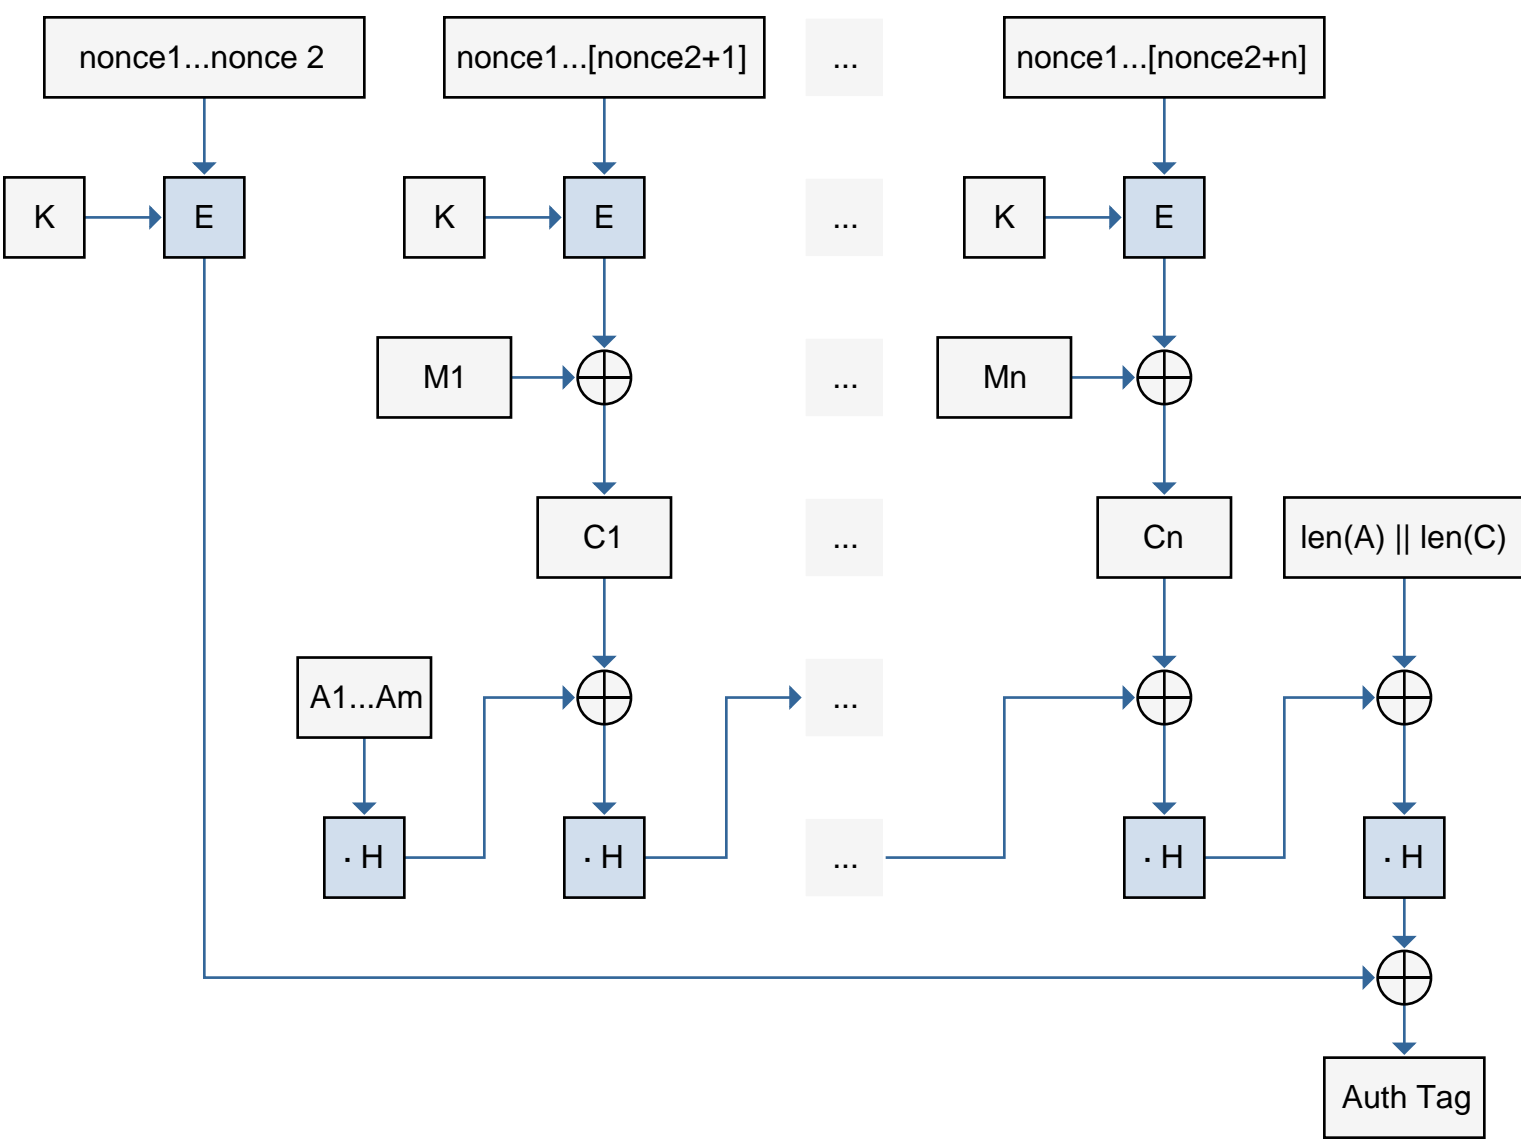 nonce1...nonce 2
nonce1...[nonce2+1]
...
nonce1...[nonce2+n]
K
E
K
E
...
K
E
M1
...
Mn
C1
...
Cn
len(A) || len(C)
A1...Am
...
· H
· H
...
· H
· H
Auth Tag